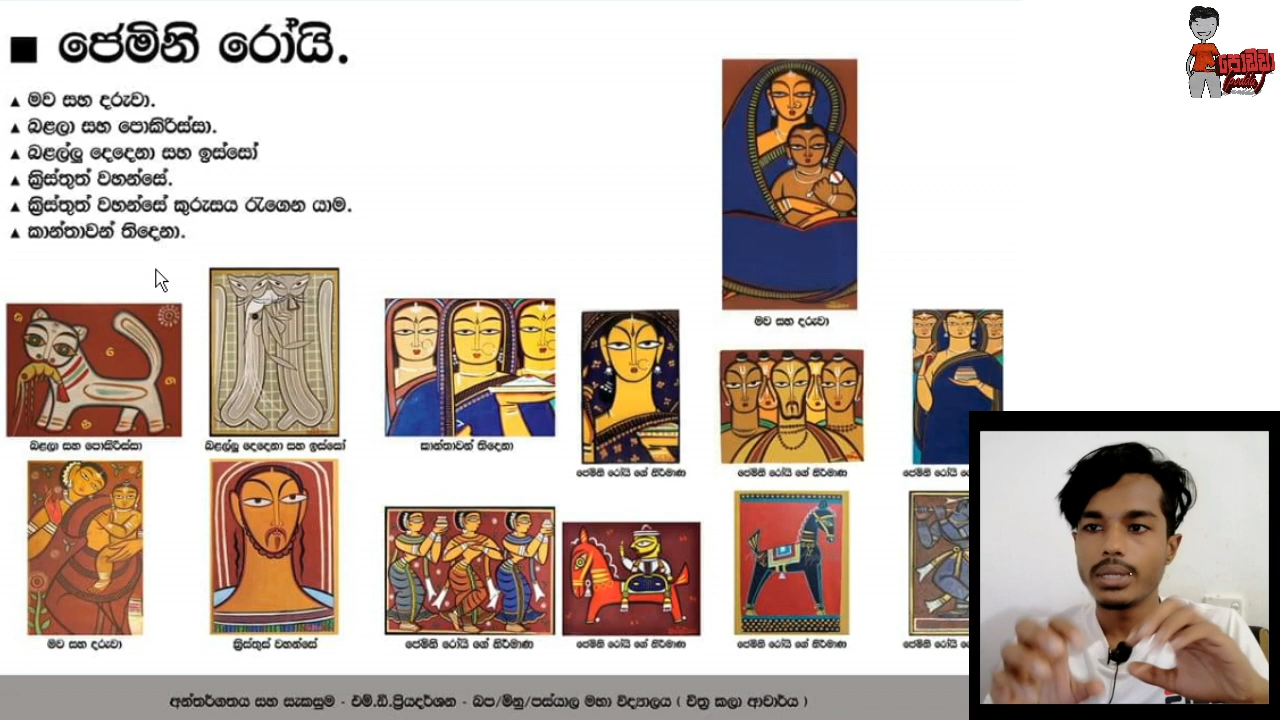 ■ ජෙමිනි රෝයි.
▲ මව සහ දරුවා.
▲ බළලා සහ පොකිරිස්සා.
▲ බළල්ලු දෙදෙනා සහ ඉස්සෝ
▲ ක්‍රිස්තුත් වහන්සේ.
▲ ක්‍රිස්තුත් වහන්සේ කුරුසය රැගෙන යාම.
▲ කාන්තාවන් තිදෙනා.
පොඩ්ඩා
මව සහ දරුවා
බළලා සහ පොකිරිස්සා
බළල්ලු දෙදෙනා සහ ඉස්සෝ
කාන්තාවන් තිදෙනා
ජෙමිනි රෝයි ගේ නිර්මාණ
ජෙමිනි රෝයි ගේ නිර්මාණ
ජෙමිනි රෝයි ගේ
මව සහ දරුවා
ක්‍රිස්තුස් වහන්සේ
ජෙමිනි රෝයි ගේ නිර්මාණ
ජෙමිනි රෝයි ගේ නිර්මාණ
ජෙමිනි රෝයි ගේ නිර්මාණ
ජෙමිනි රෝයි ගේ
අන්තර්ගතය සහ සැකසුම - එම්.ඩී.ප්‍රියදර්ශන - බප/මිනු/පස්යාල මහා විද්‍යාලය ( චිත්‍ර කලා ආචාර්ය )